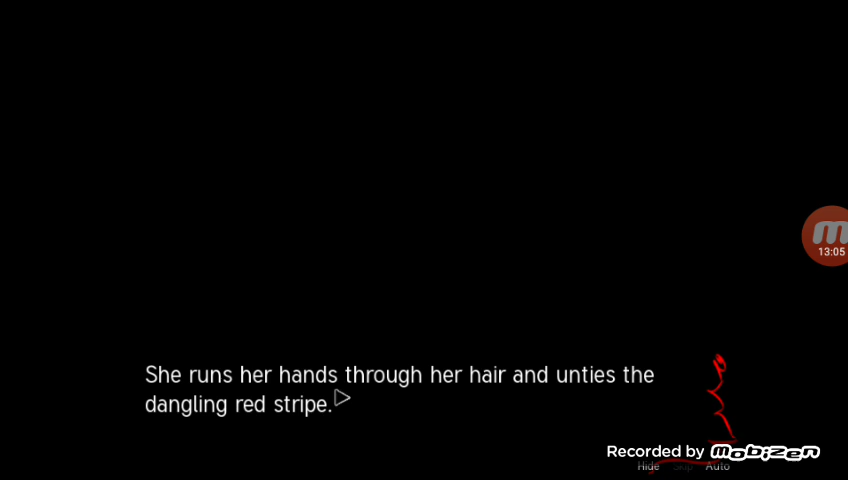 13:05
She runs her hands through her hair and unties the
dangling red stripe.
Recorded by mobizen
Hide Skip Auto